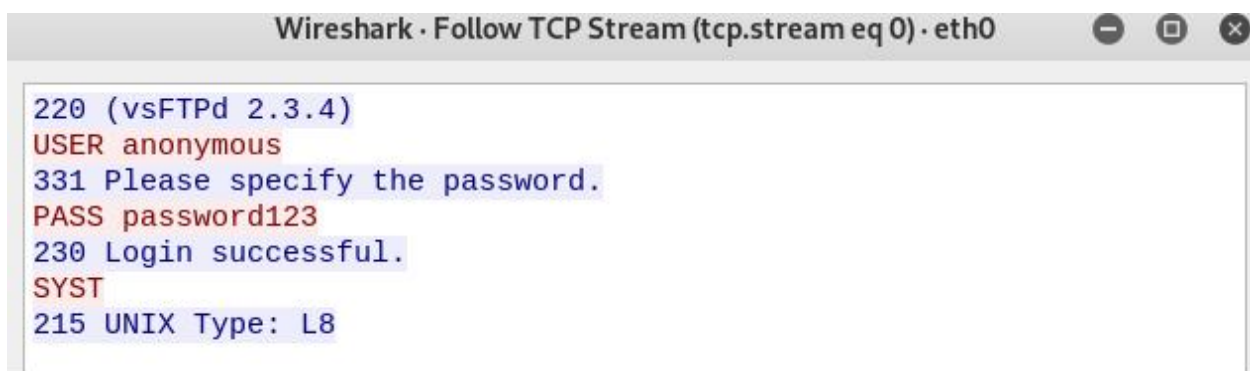 Wireshark · Follow TCP Stream (tcp.stream eq 0) · eth0
220 (vsFTPd 2.3.4)
USER anonymous
331 Please specify the password.
PASS password123
230 Login successful.
SYST
215 UNIX Type: L8